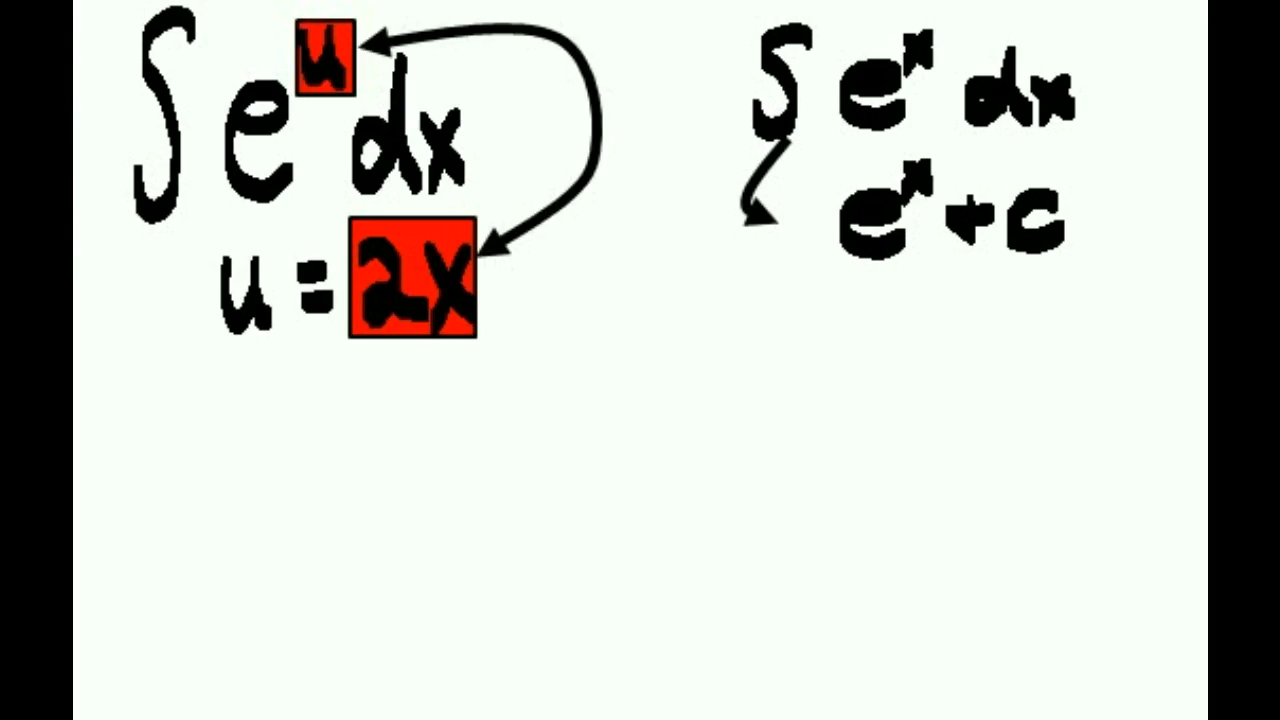 ∫ e^u dx
u = 2x
∫ e^x dx
e^x + c